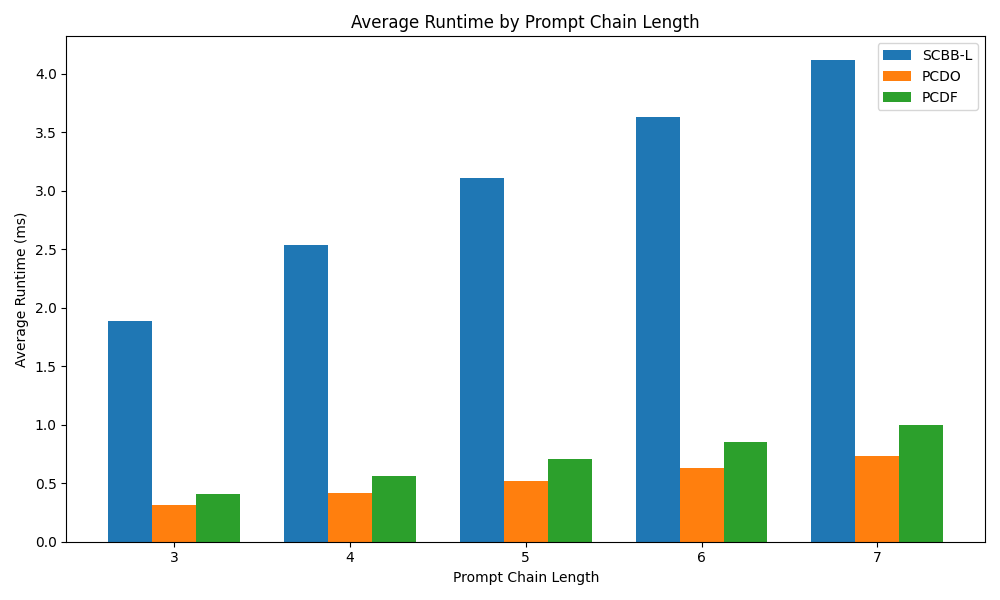 Average Runtime by Prompt Chain Length
SCBB-L
PCDO
PCDF
4.0
3.5
3.0
2.5
2.0
1.5
1.0
0.5
0.0
Average Runtime (ms)
3 4 5 6 7
Prompt Chain Length